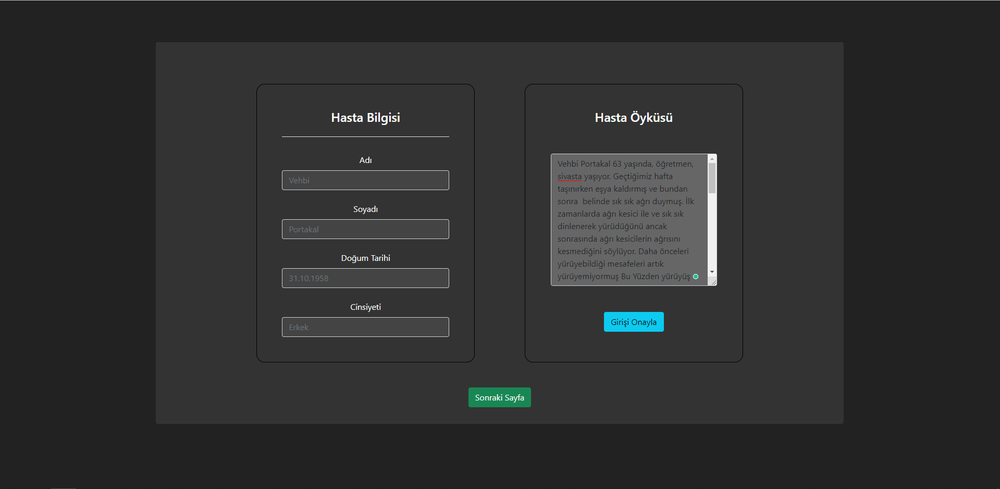 Hasta Bilgisi
Adı
Vehbi
Soyadı
Portakal
Doğum Tarihi
31.10.1958
Cinsiyeti
Erkek
Hasta Öyküsü
Vehbi Portakal 63 yaşında, öğretmen,
sivasta yaşıyor. Geçtiğimiz hafta
taşınırken eşya kaldırmış ve bundan
sonra  belinde sık sık ağrı duymuş. İlk
zamanlarda ağrı kesici ile ve sık sık
dinlenerek yürüdüğünü ancak
sonrasında ağrı kesicilerin ağrısını
kesmediğini söylüyor. Daha önceleri
yürüyebildiği mesafeleri artık
yürüyemiyormuş Bu Yüzden yürüyüş
Girişi Onayla
Sonraki Sayfa